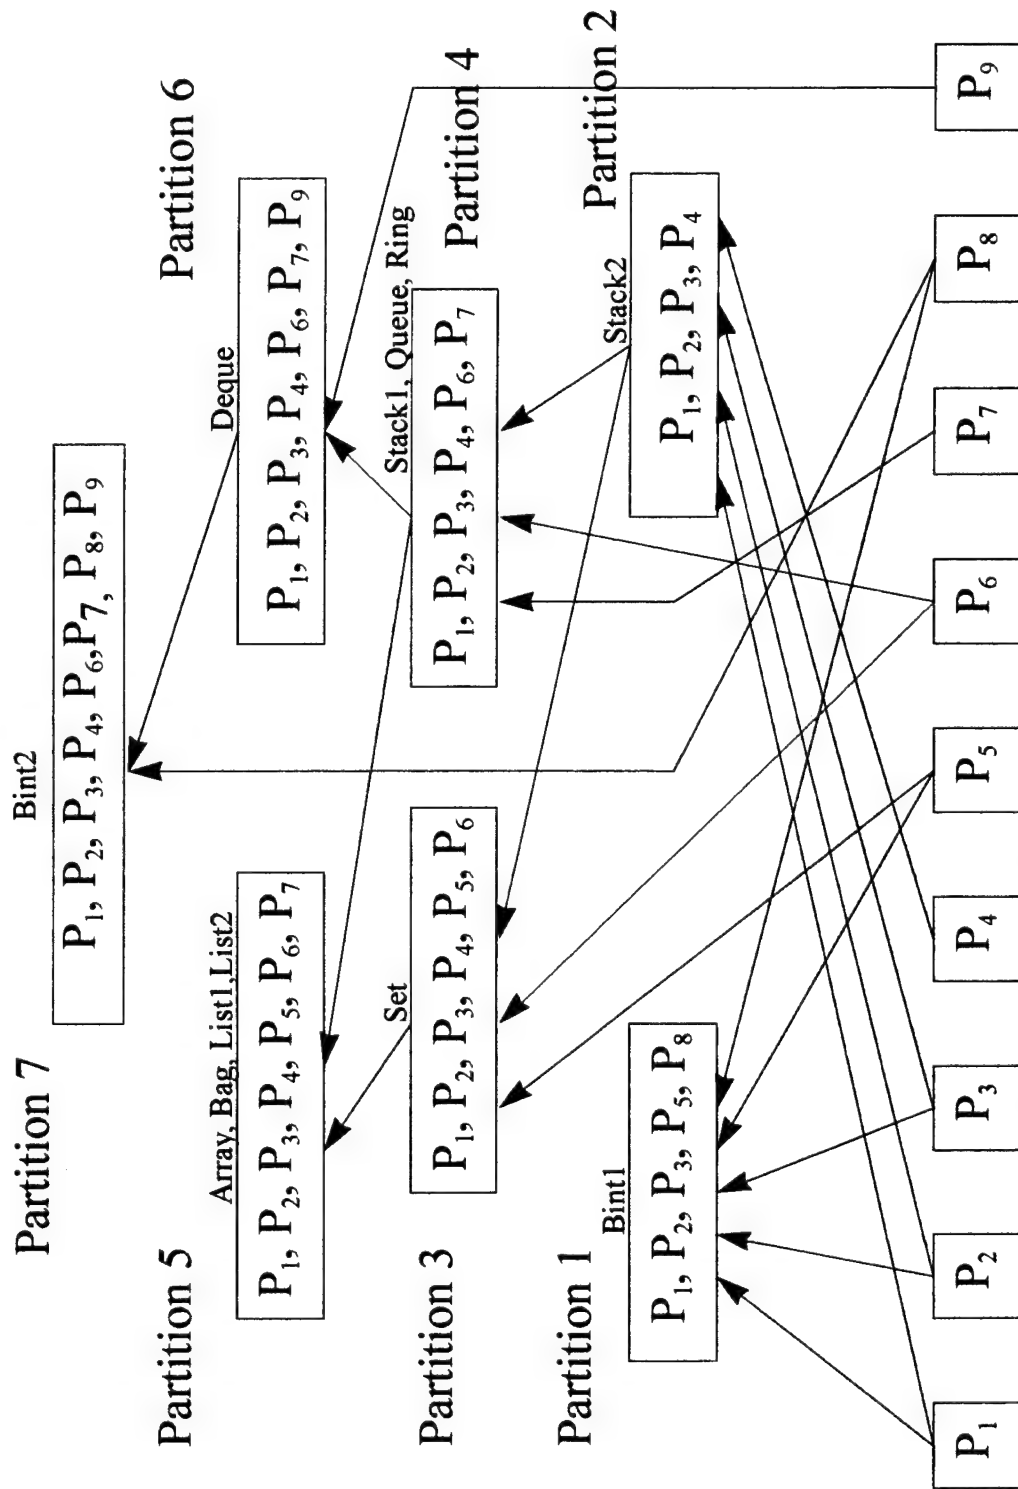 Partition 7
Bint2
P₁, P₂, P₃, P₄, P₆,P₇, P₈, P₉
Partition 5
Array, Bag, List1,List2
P₁, P₂, P₃, P₄, P₅, P₆, P₇
Deque
Partition 6
P₁, P₂, P₃, P₄, P₆, P₇, P₉
Partition 3
Set
P₁, P₂, P₃, P₄, P₅, P₆
Stack1, Queue, Ring
Partition 4
P₁, P₂, P₃, P₄, P₆, P₇
Partition 1
Bint1
P₁, P₂, P₃, P₅, P₈
Stack2
Partition 2
P₁, P₂, P₃, P₄
P₁
P₂
P₃
P₄
P₅
P₆
P₇
P₈
P₉